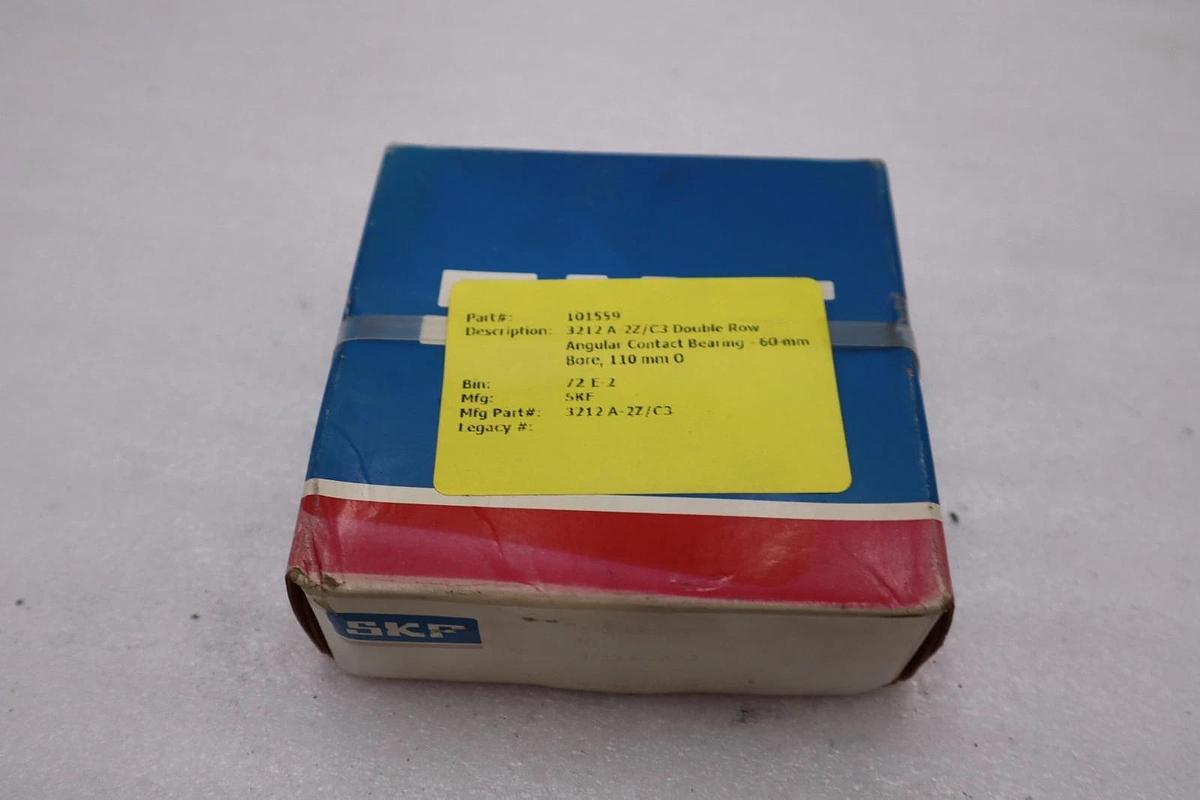 Part#: 101559
Description: 3212 A-2Z/C3 Double Row
Angular Contact Bearing - 60 mm
Bore, 110 mm O
Bin: 72 E-2
Mfg: SKF
Mfg Part#: 3212 A-2Z/C3
Legacy #:
SKF